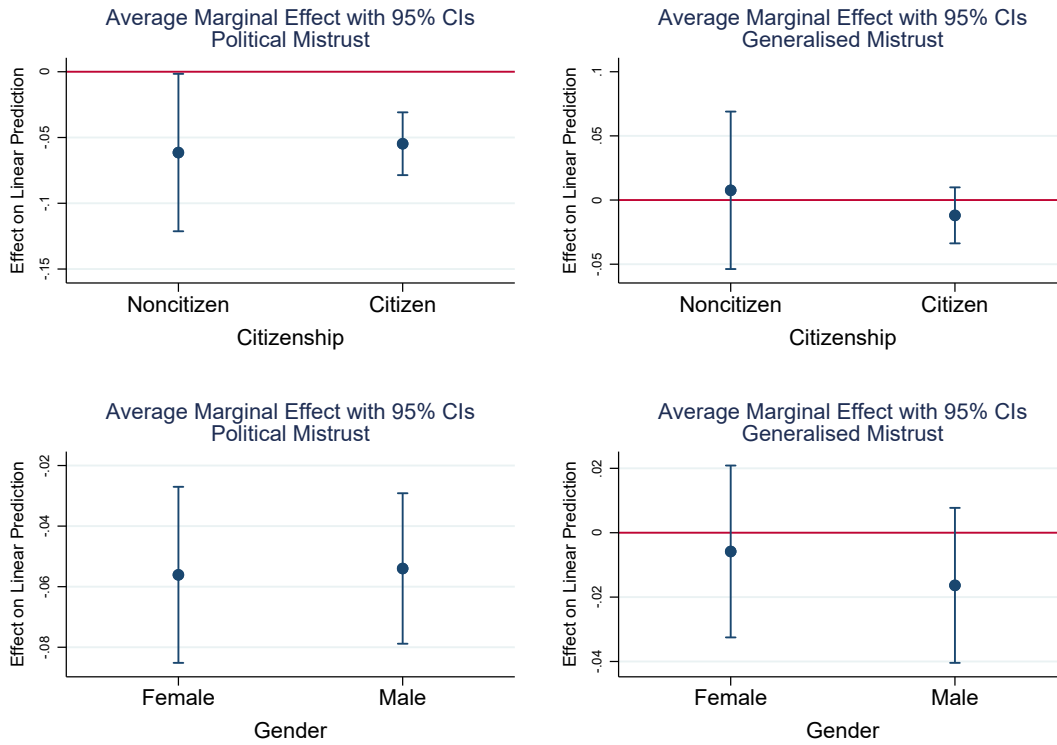 Average Marginal Effect with 95% CIs
Political Mistrust
Effect on Linear Prediction
0
-.05
-.1
-.15
Noncitizen
Citizen
Citizenship
Average Marginal Effect with 95% CIs
Generalised Mistrust
Effect on Linear Prediction
.1
.05
0
-.05
Noncitizen
Citizen
Citizenship
Average Marginal Effect with 95% CIs
Political Mistrust
Effect on Linear Prediction
-.02
-.04
-.06
-.08
Female
Male
Gender
Average Marginal Effect with 95% CIs
Generalised Mistrust
Effect on Linear Prediction
.02
0
-.02
-.04
Female
Male
Gender